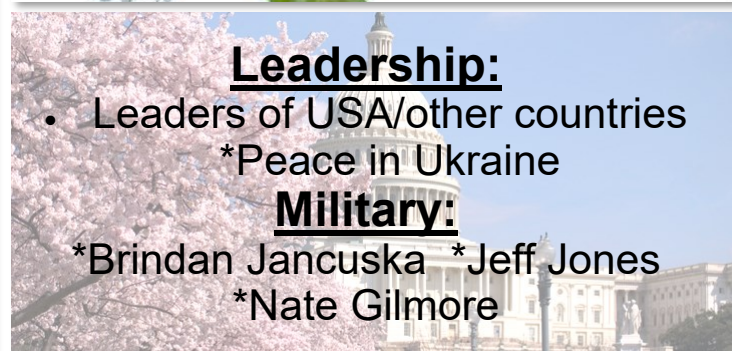 Leadership:
• Leaders of USA/other countries
*Peace in Ukraine
Military:
*Brindan Jancuska *Jeff Jones
*Nate Gilmore